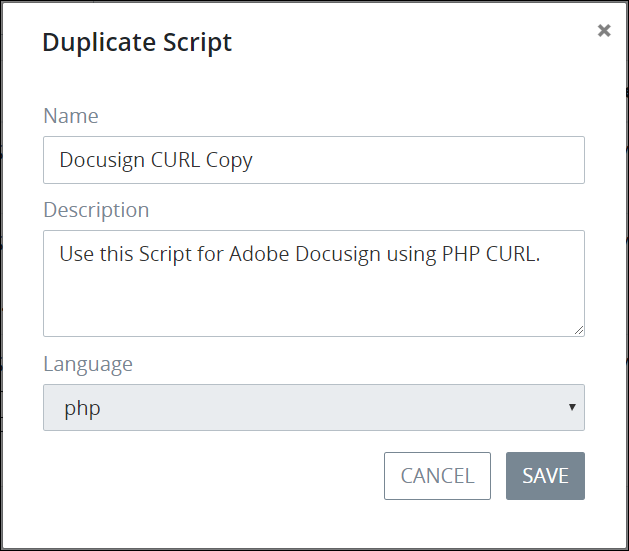 Duplicate Script
Name
Docusign CURL Copy
Description
Use this Script for Adobe Docusign using PHP CURL.
Language
php
CANCEL
SAVE